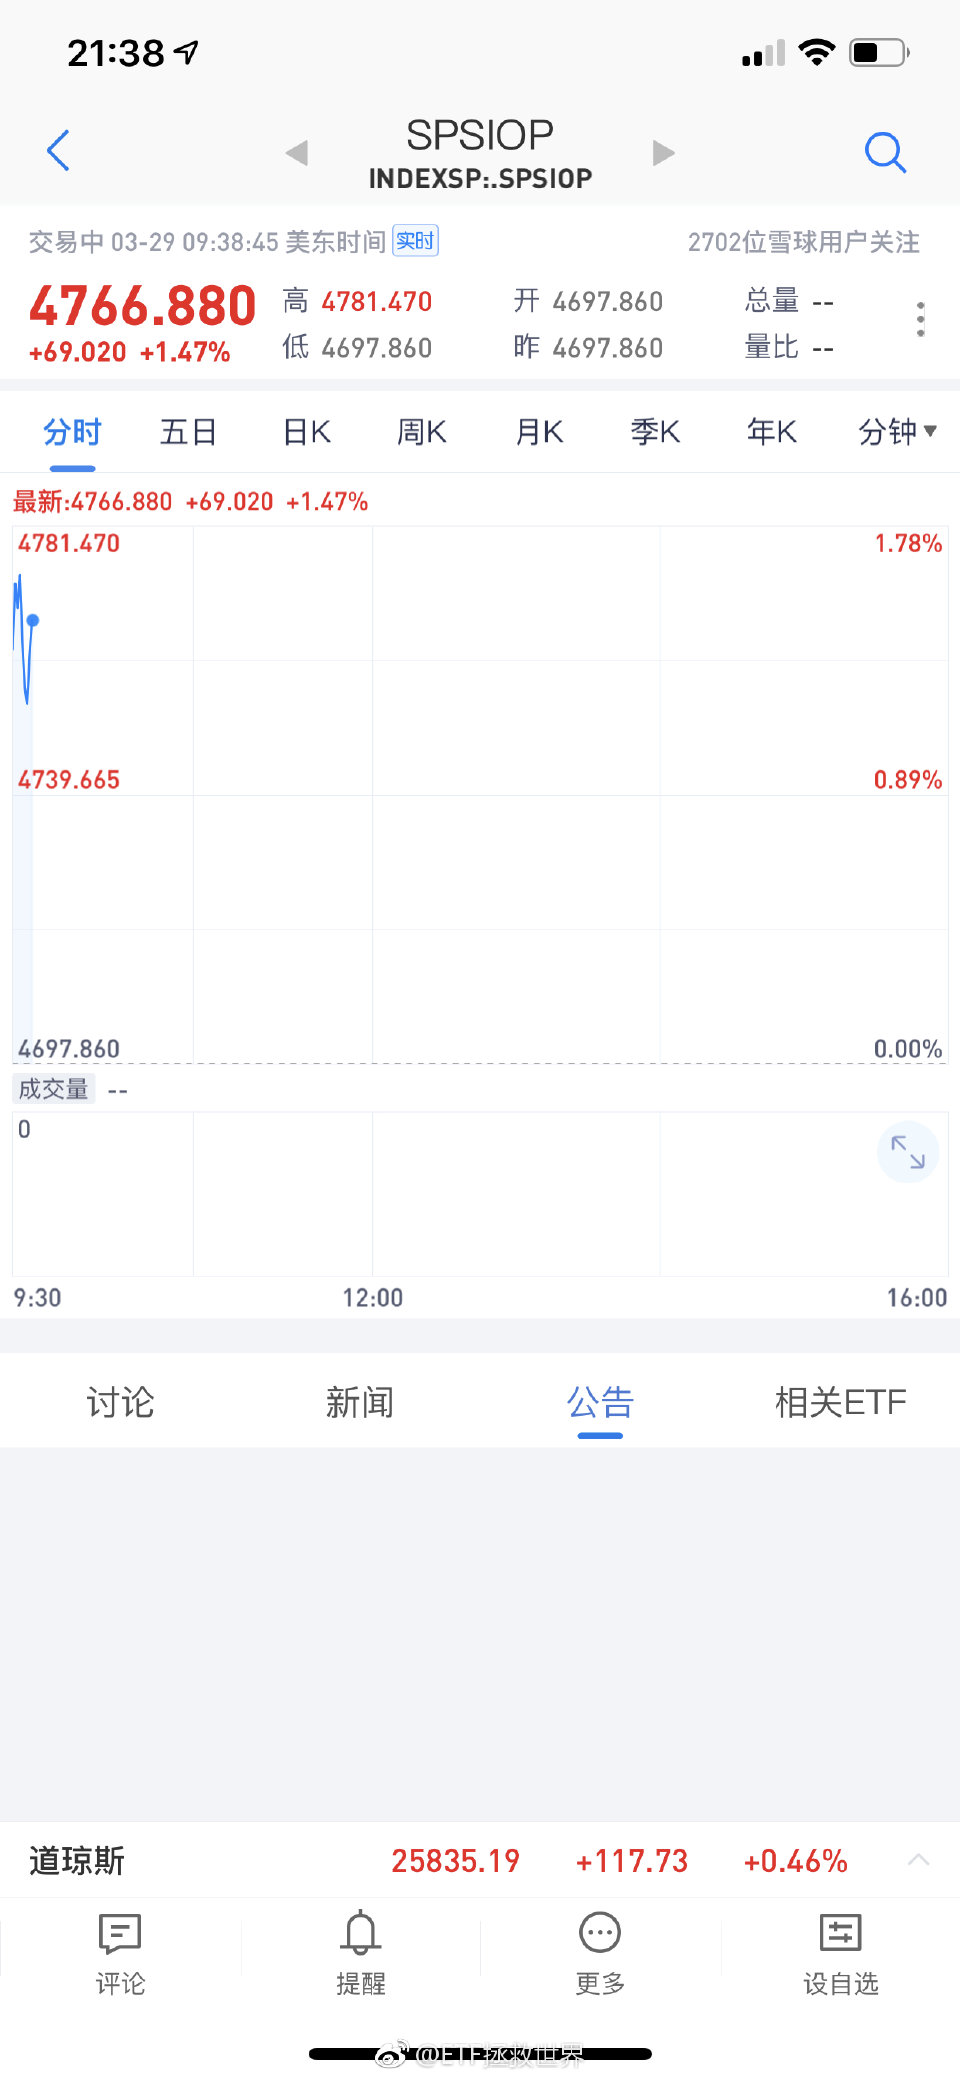 21:38
SPSIOP
INDEXSP:.SPSIOP
交易中 03-29 09:38:45 美东时间 实时 2702位雪球用户关注
4766.880 高 4781.470 开 4697.860 总量 --
+69.020 +1.47% 低 4697.860 昨 4697.860 量比 --
分时 五日 日K 周K 月K 季K 年K 分钟
最新:4766.880 +69.020 +1.47%
4781.470 1.78%
4739.665 0.89%
4697.860 0.00%
成交量 --
0
9:30 12:00 16:00
讨论 新闻 公告 相关ETF
道琼斯 25835.19 +117.73 +0.46%
评论 提醒 更多 设自选
@ETF拯救世界